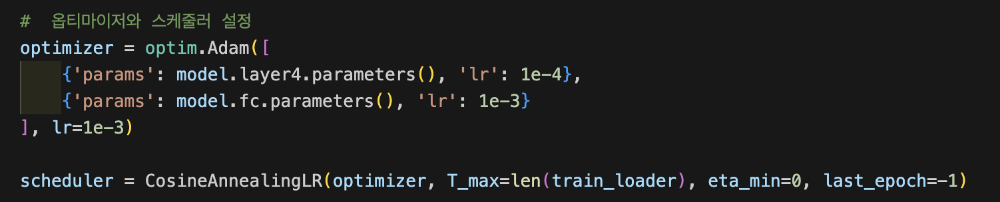 #  옵티마이저와 스케줄러 설정
optimizer = optim.Adam([
    {'params': model.layer4.parameters(), 'lr': 1e-4},
    {'params': model.fc.parameters(), 'lr': 1e-3}
], lr=1e-3)
scheduler = CosineAnnealingLR(optimizer, T_max=len(train_loader), eta_min=0, last_epoch=-1)